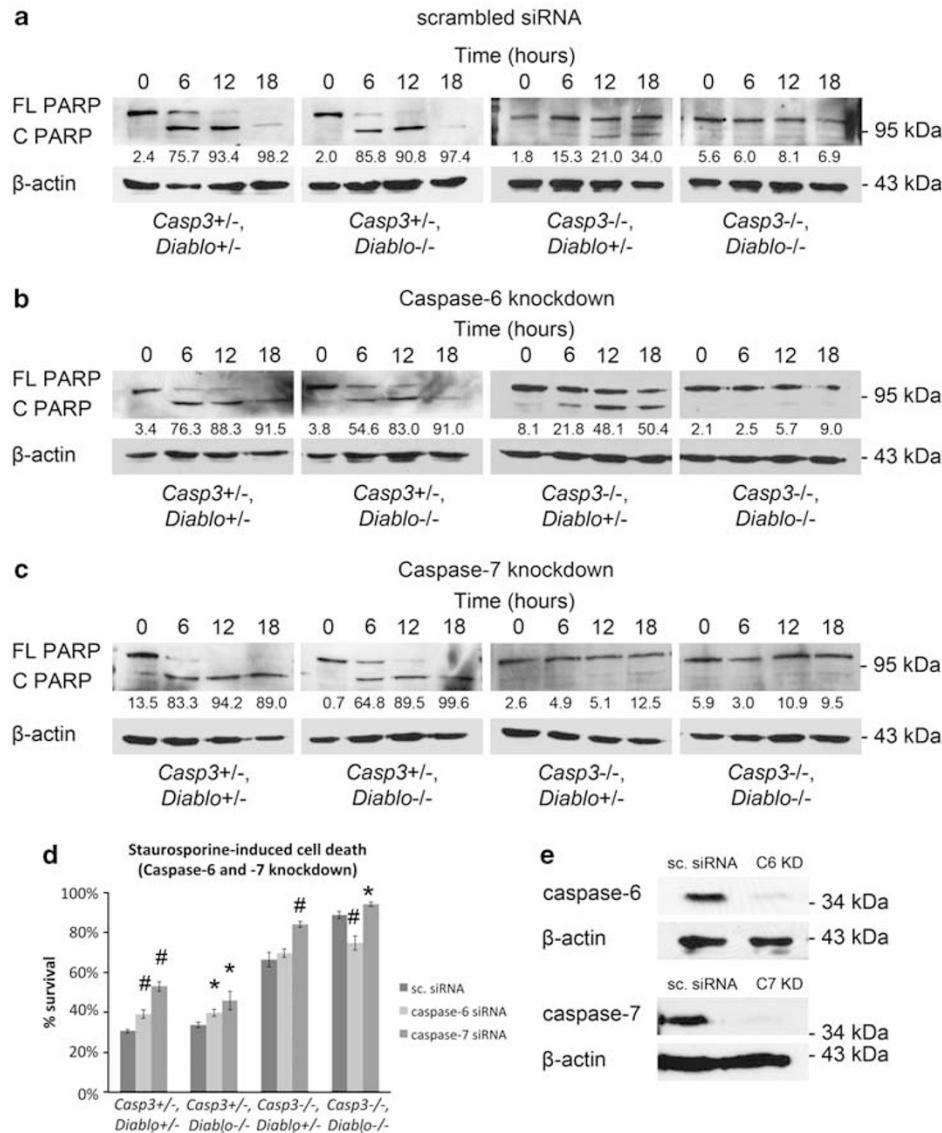 a
scrambled siRNA
Time (hours)
0 6 12 18 0 6 12 18 0 6 12 18 0 6 12 18
FL PARP
C PARP
- 95 kDa
2.4 75.7 93.4 98.2 2.0 85.8 90.8 97.4 1.8 15.3 21.0 34.0 5.6 6.0 8.1 6.9
β-actin - 43 kDa
Casp3+/-, Casp3+/-, Casp3-/-, Casp3-/-,
Diablo+/- Diablo-/- Diablo+/- Diablo-/-
b
Caspase-6 knockdown
Time (hours)
0 6 12 18 0 6 12 18 0 6 12 18 0 6 12 18
FL PARP
- 95 kDa
C PARP
3.4 76.3 88.3 91.5 3.8 54.6 83.0 91.0 8.1 21.8 48.1 50.4 2.1 2.5 5.7 9.0
β-actin - 43 kDa
Casp3+/-, Casp3+/-, Casp3-/-, Casp3-/-,
Diablo+/- Diablo-/- Diablo+/- Diablo-/-
c
Caspase-7 knockdown
Time (hours)
0 6 12 18 0 6 12 18 0 6 12 18 0 6 12 18
FL PARP
- 95 kDa
C PARP
13.5 83.3 94.2 89.0 0.7 64.8 89.5 99.6 2.6 4.9 5.1 12.5 5.9 3.0 10.9 9.5
β-actin - 43 kDa
Casp3+/-, Casp3+/-, Casp3-/-, Casp3-/-,
Diablo+/- Diablo-/- Diablo+/- Diablo-/-
d
Staurosporine-induced cell death
(Caspase-6 and -7 knockdown)
% survival
100%
80%
60%
40%
20%
0%
# # * * # # *
sc. siRNA
caspase-6 siRNA
caspase-7 siRNA
Casp3+/-, Casp3+/-, Casp3-/-, Casp3-/-,
Diablo+/- Diablo-/- Diablo+/- Diablo-/-
e
sc. siRNA C6 KD
caspase-6 - 34 kDa
β-actin - 43 kDa
sc. siRNA C7 KD
caspase-7
- 34 kDa
- 43 kDa
β-actin